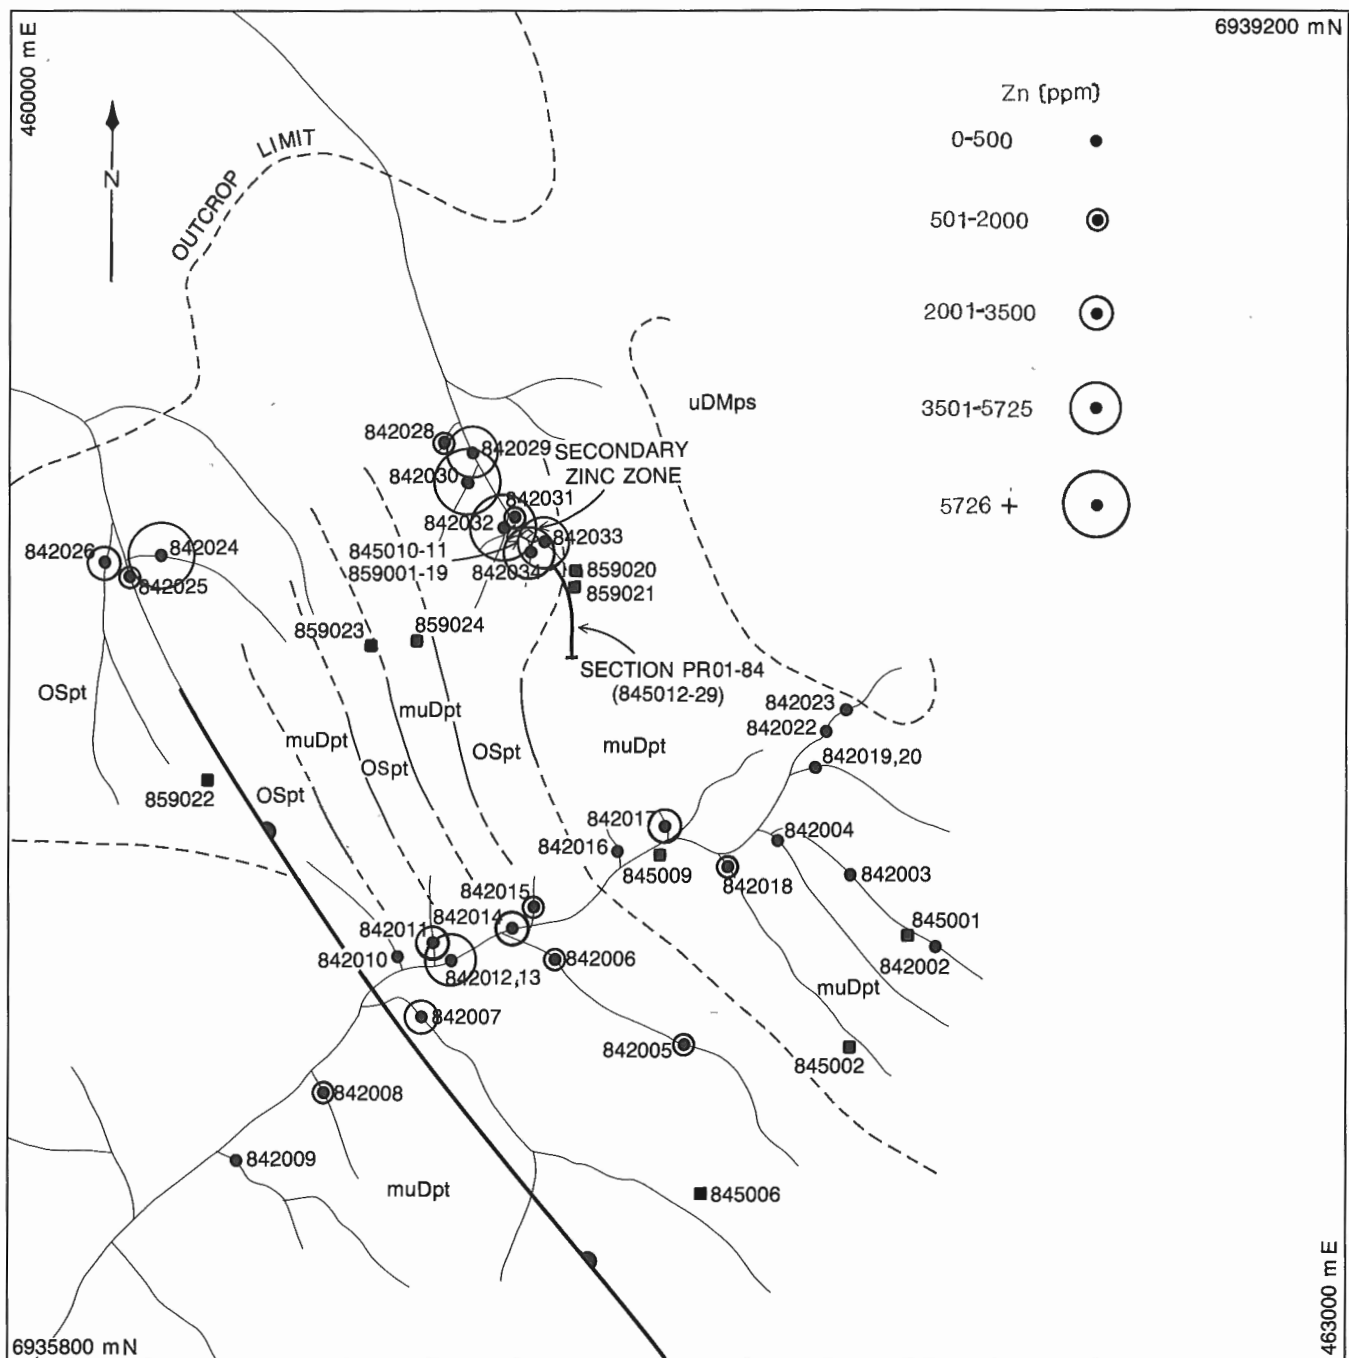 460000 mE
6939200 mN
N
OUTCROP LIMIT
Zn (ppm)
0-500
501-2000
2001-3500
3501-5725
5726 +
uDMps
842028
842029
SECONDARY
ZINC ZONE
842030
842031
842032
842033
845010-11
859001-19
842034
859020
859021
842026
842024
842025
859023
859024
SECTION PR01-84
(845012-29)
OSpt
muDpt
muDpt
OSpt
OSpt
muDpt
842023
842022
842019,20
859022
OSpt
842017
842016
845009
842004
842018
842003
842015
842014
842011
842010
842012,13
842006
845001
842002
muDpt
842007
842005
845002
842008
842009
muDpt
845006
6935800 mN
463000 mE